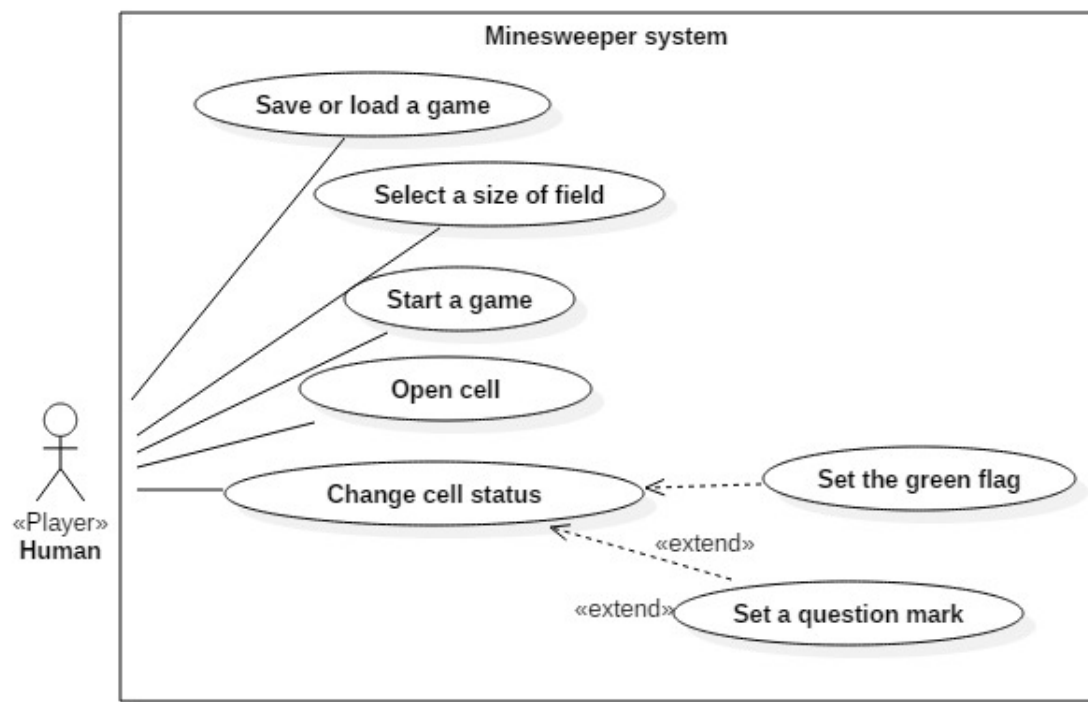 Minesweeper system
Save or load a game
Select a size of field
Start a game
Open cell
Change cell status
Set the green flag
«extend»
«extend»
Set a question mark
«Player»
Human